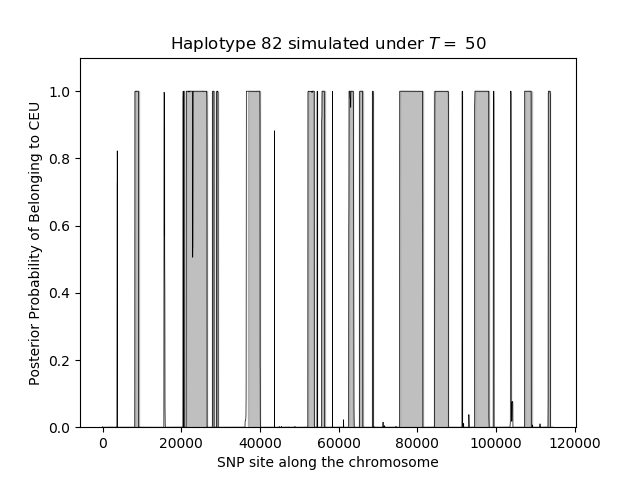 Haplotype 82 simulated under T = 50
Posterior Probability of Belonging to CEU
1.0
0.8
0.6
0.4
0.2
0.0
0 20000 40000 60000 80000 100000 120000
SNP site along the chromosome